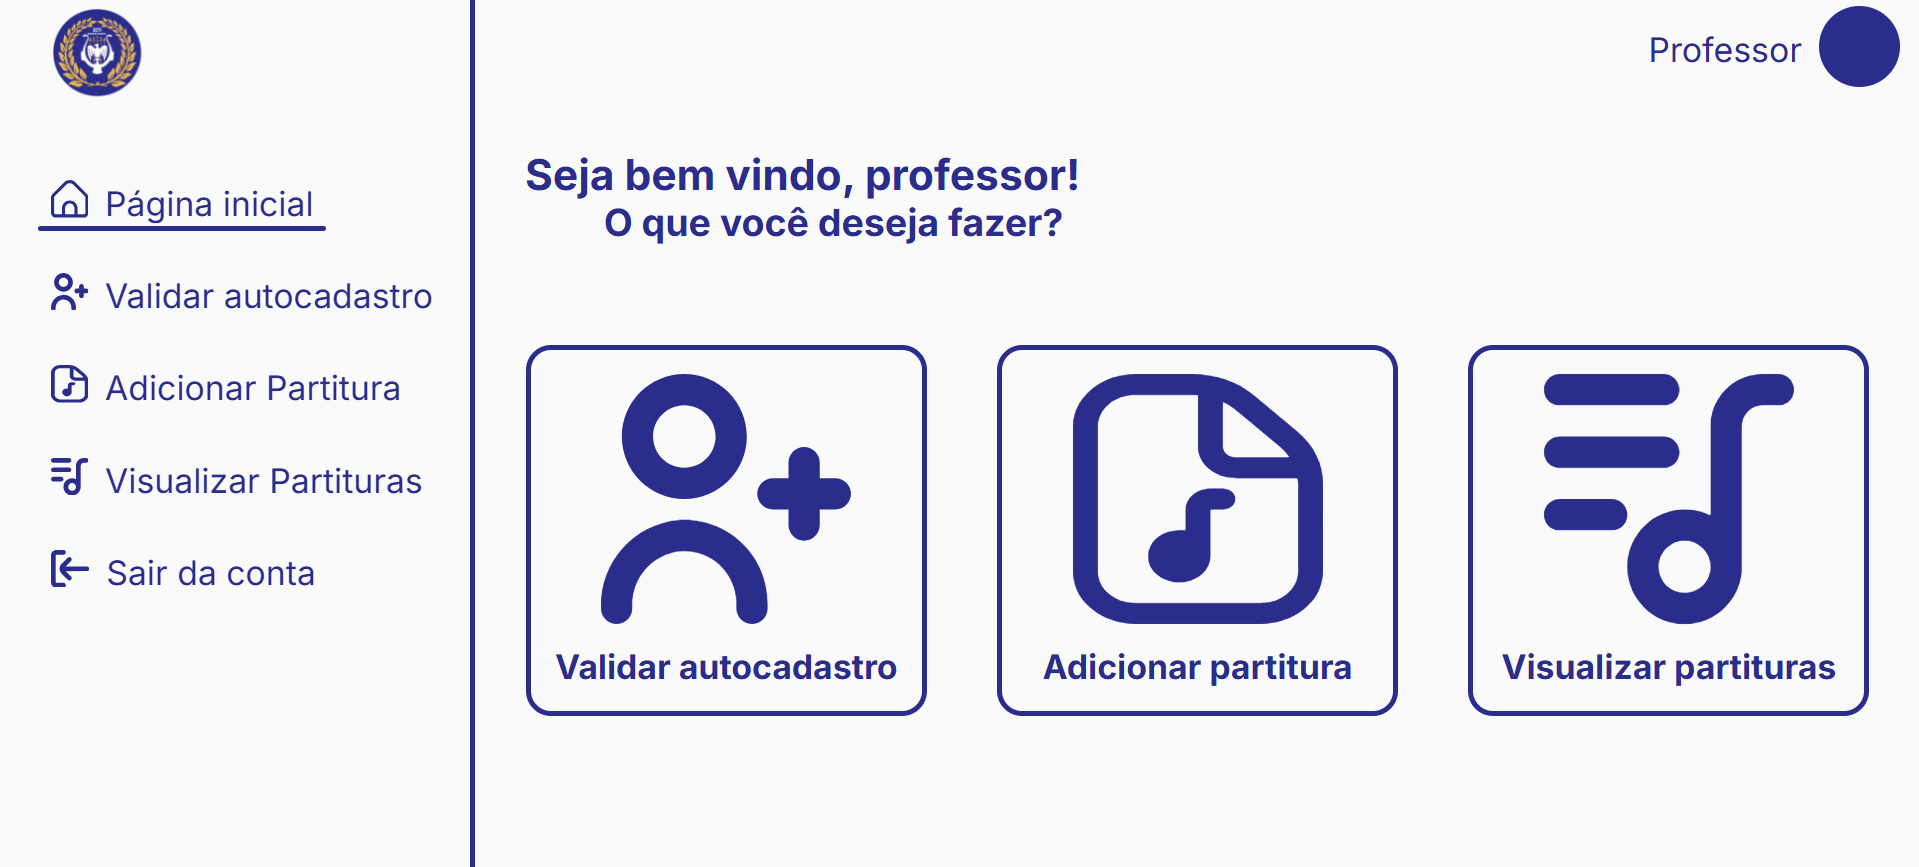 Professor
Página inicial
Validar autocadastro
Adicionar Partitura
Visualizar Partituras
Sair da conta
Seja bem vindo, professor!
O que você deseja fazer?
Validar autocadastro
Adicionar partitura
Visualizar partituras